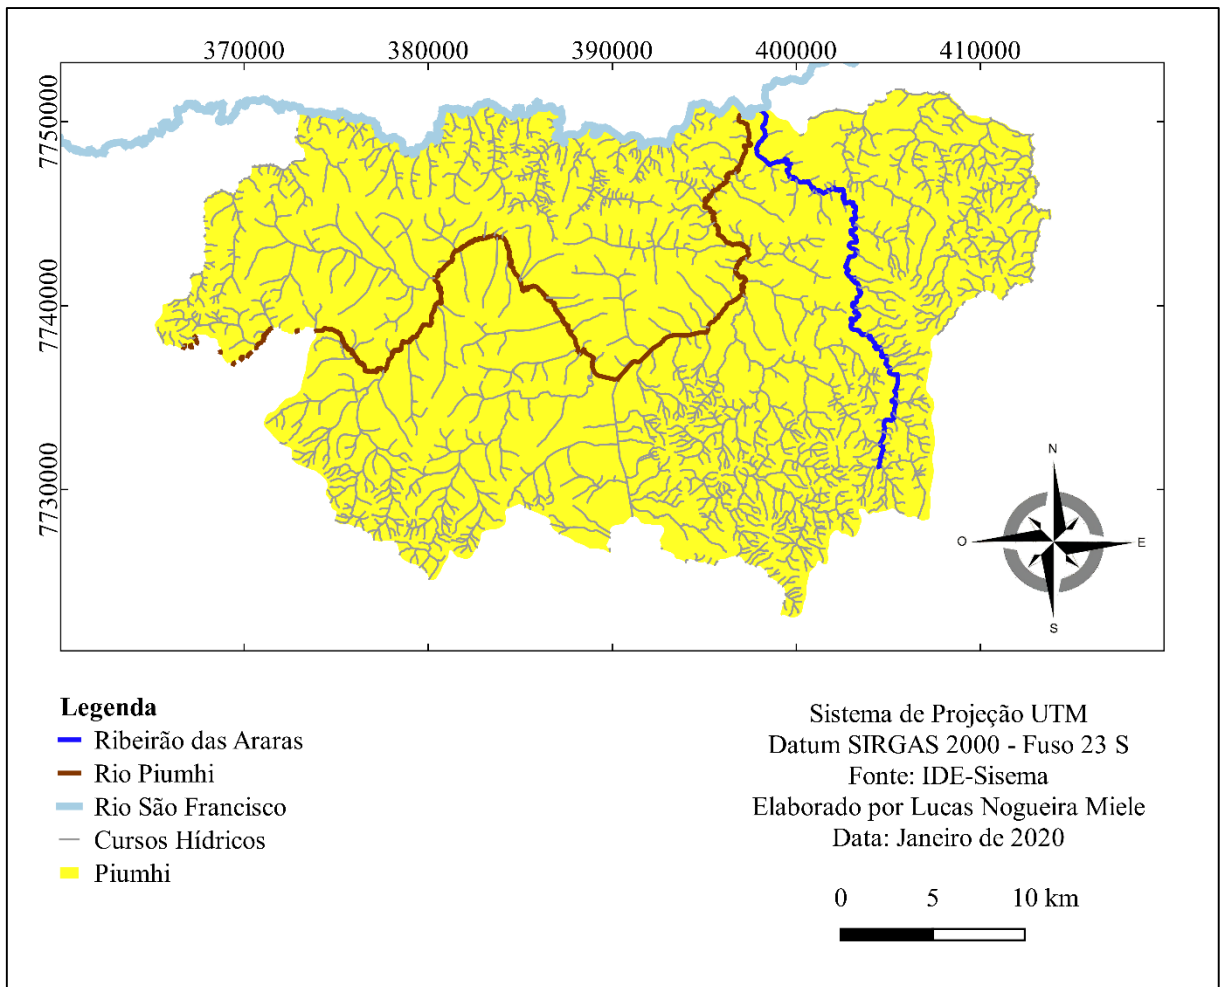 370000 380000 390000 400000 410000
7750000
7740000
7730000
N
O E
S
Legenda
Ribeirão das Araras
Rio Piumhi
Rio São Francisco
Cursos Hídricos
Piumhi
Sistema de Projeção UTM
Datum SIRGAS 2000 - Fuso 23 S
Fonte: IDE-Sisema
Elaborado por Lucas Nogueira Miele
Data: Janeiro de 2020
0 5 10 km